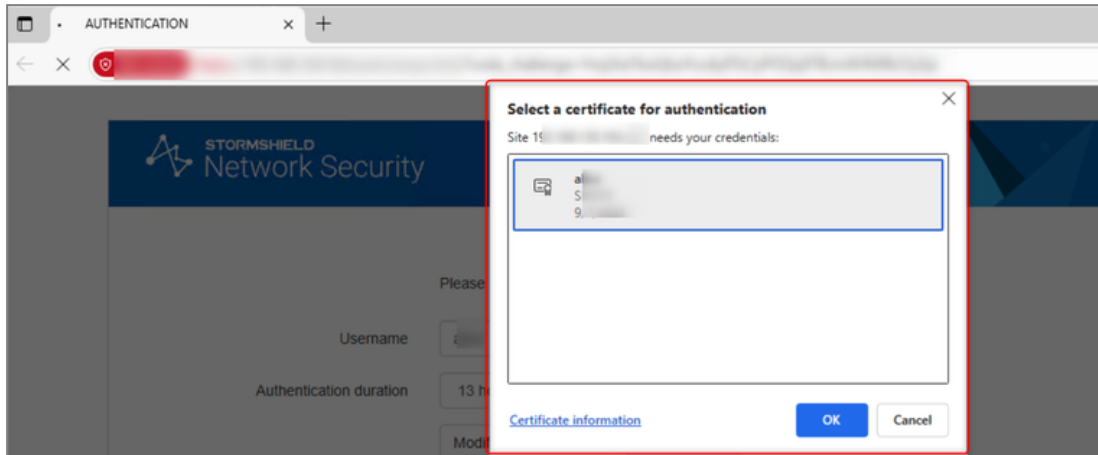 AUTHENTICATION
Select a certificate for authentication
Site 19 needs your credentials:
STORMSHIELD
Network Security
a
S
9
Please
Username
a
Authentication duration
13 h
Modi
Certificate information
OK
Cancel